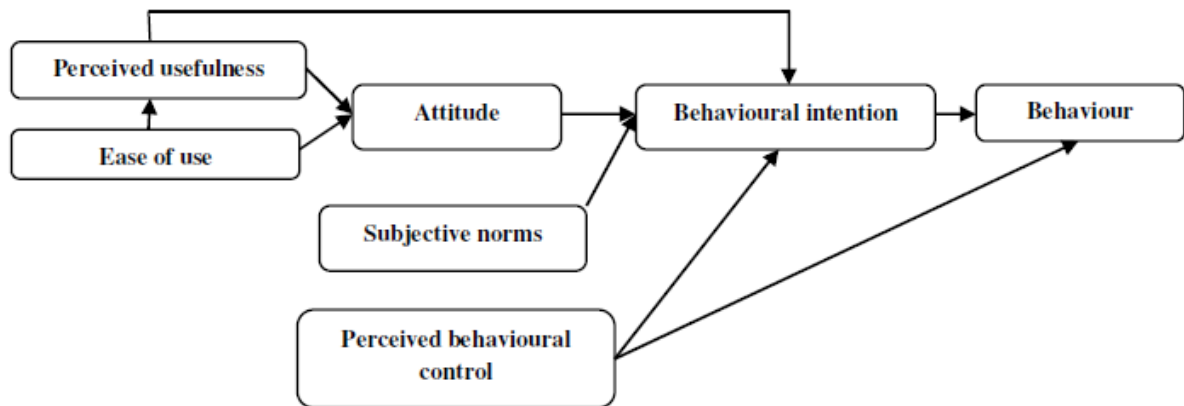 Perceived usefulness
Ease of use
Attitude
Behavioural intention
Behaviour
Subjective norms
Perceived behavioural
control